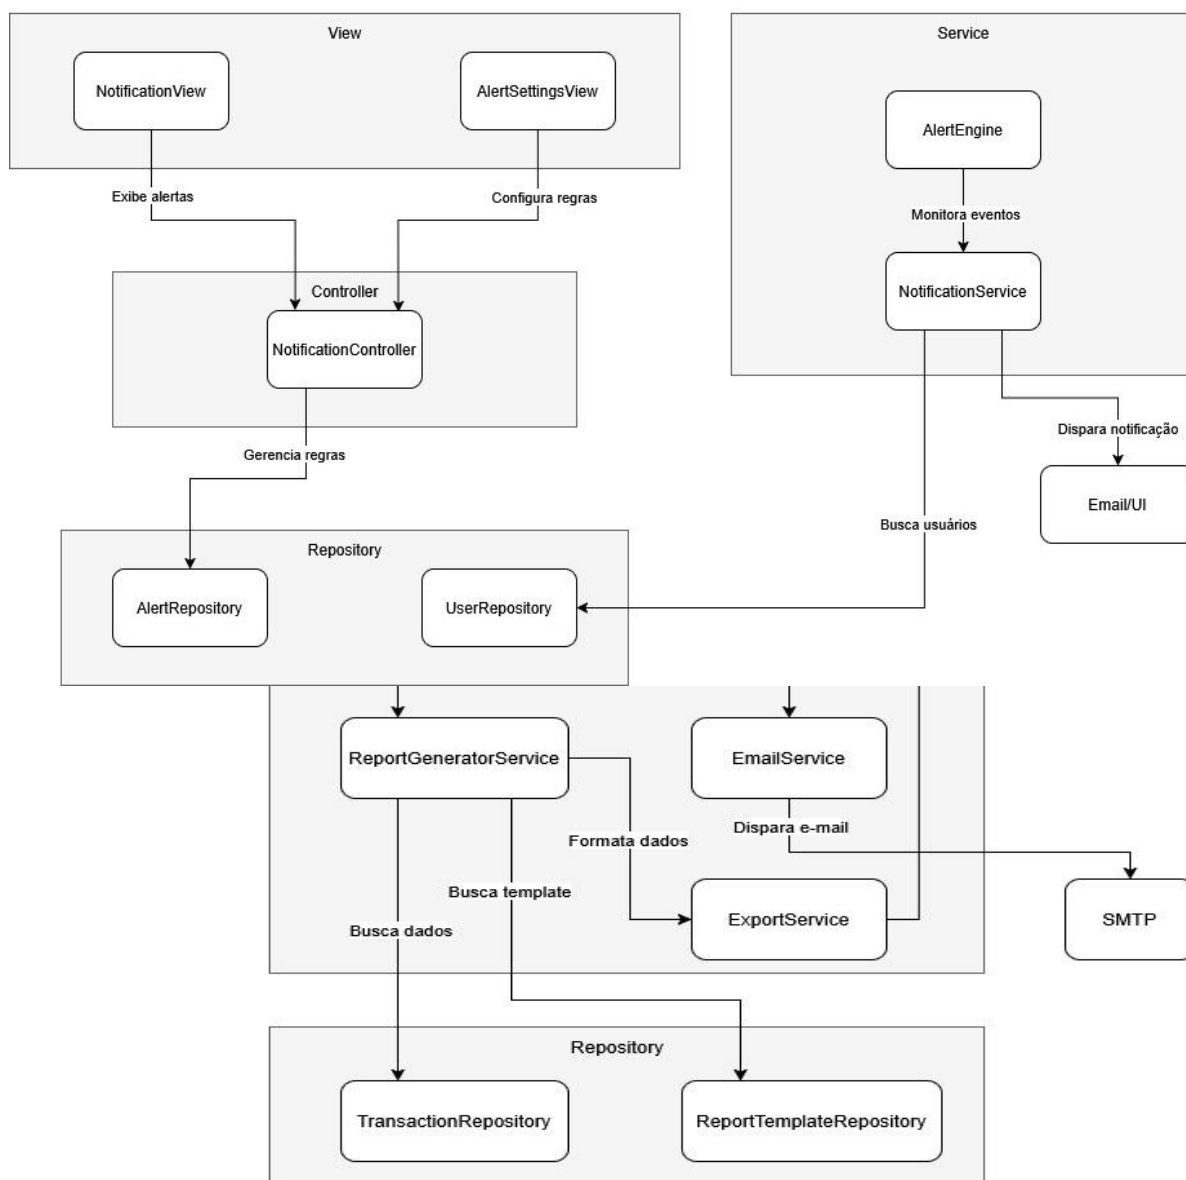 View
Service
NotificationView
AlertSettingsView
AlertEngine
Exibe alertas
Configura regras
Monitora eventos
Controller
NotificationService
NotificationController
Gerencia regras
Dispara notificação
Email/UI
Busca usuários
Repository
AlertRepository
UserRepository
ReportGeneratorService
EmailService
Formata dados
Dispara e-mail
Busca template
Busca dados
ExportService
SMTP
Repository
TransactionRepository
ReportTemplateRepository